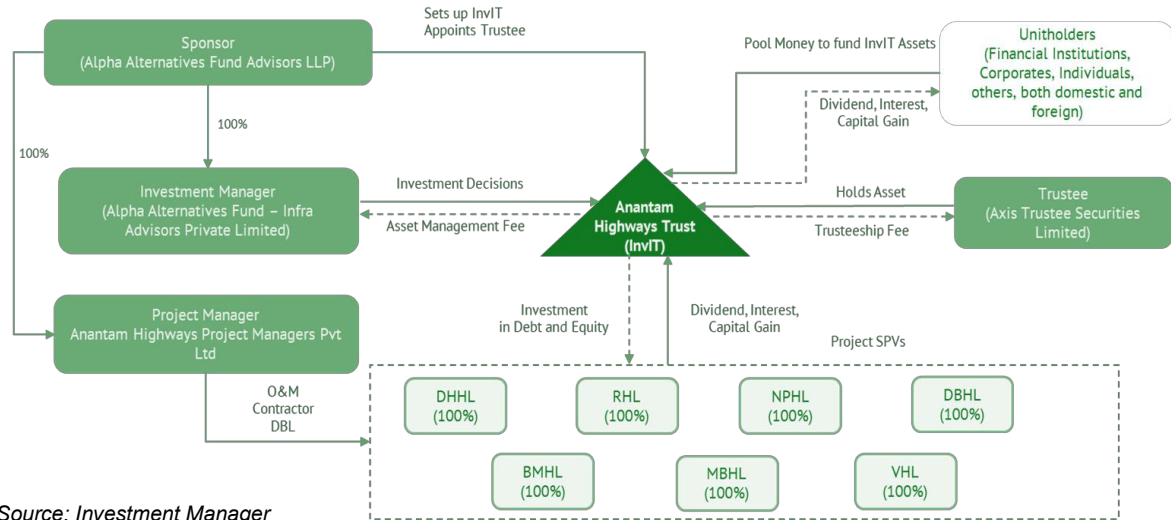 Sets up InvIT
Appoints Trustee
Sponsor
(Alpha Alternatives Fund Advisors LLP)
Pool Money to fund InvIT Assets
Unitholders
(Financial Institutions,
Corporates, Individuals,
others, both domestic and
foreign)
Dividend, Interest,
Capital Gain
100%
100%
Investment Manager
(Alpha Alternatives Fund – Infra
Advisors Private Limited)
Investment Decisions
Asset Management Fee
Anantam
Highways Trust
(InvIT)
Holds Asset
Trusteeship Fee
Trustee
(Axis Trustee Securities
Limited)
Project Manager
Anantam Highways Project Managers Pvt
Ltd
Investment
in Debt and Equity
Dividend, Interest,
Capital Gain
Project SPVs
O&M
Contractor
DBL
DHHL
(100%)
RHL
(100%)
NPHL
(100%)
DBHL
(100%)
BMHL
(100%)
MBHL
(100%)
VHL
(100%)
Source: Investment Manager